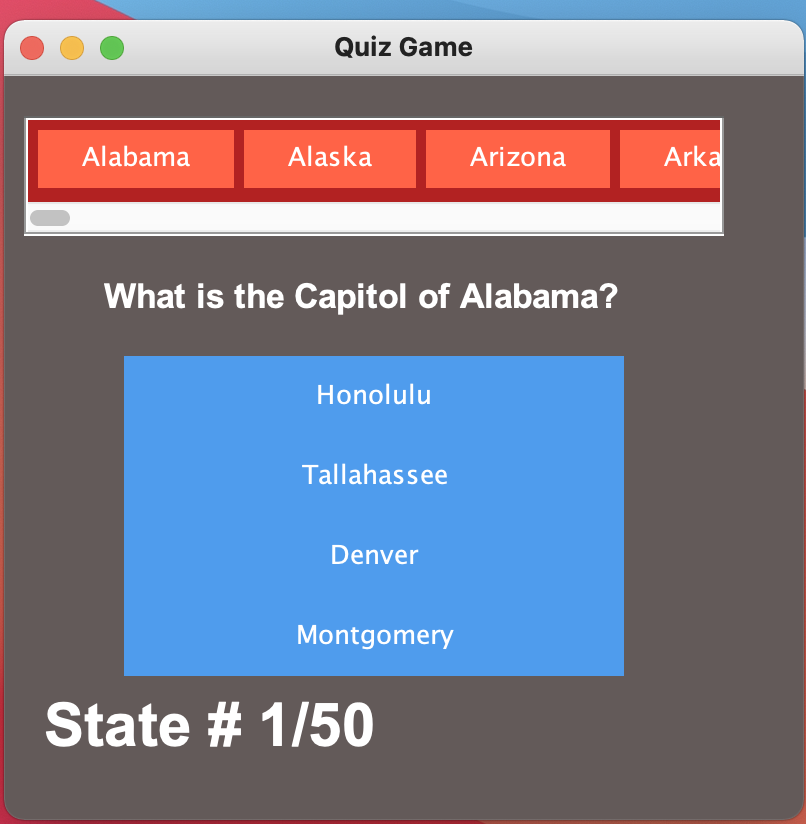 Quiz Game
Alabama Alaska Arizona Arka
What is the Capitol of Alabama?
Honolulu
Tallahassee
Denver
Montgomery
State # 1/50